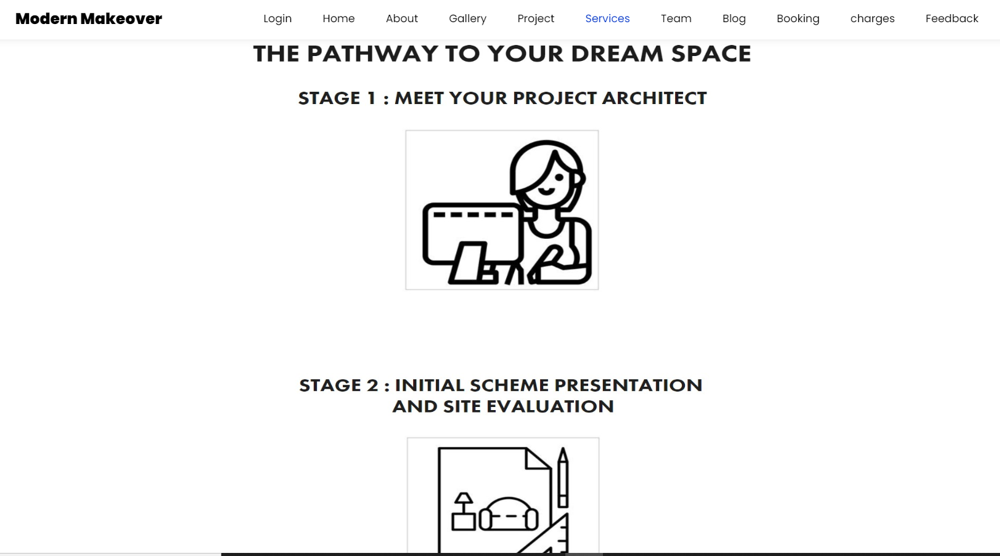 Modern Makeover
Login Home About Gallery Project Services Team Blog Booking charges Feedback
THE PATHWAY TO YOUR DREAM SPACE
STAGE 1 : MEET YOUR PROJECT ARCHITECT
STAGE 2 : INITIAL SCHEME PRESENTATION
AND SITE EVALUATION